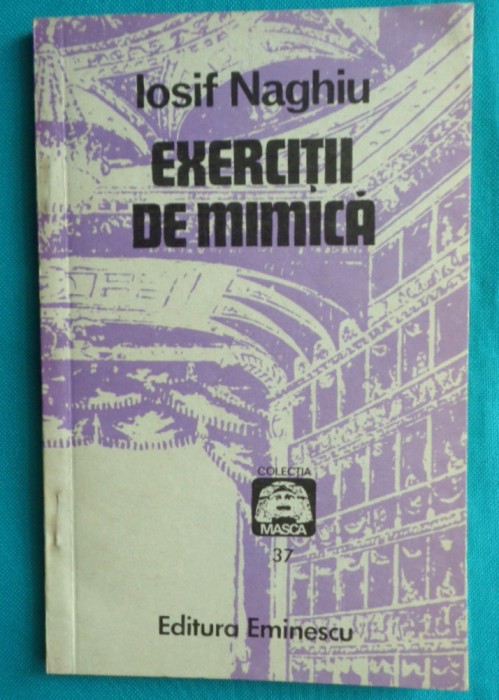 Iosif Naghiu
EXERCIȚII
DE MIMICĂ
COLECȚIA
MASCA
37
Editura Eminescu